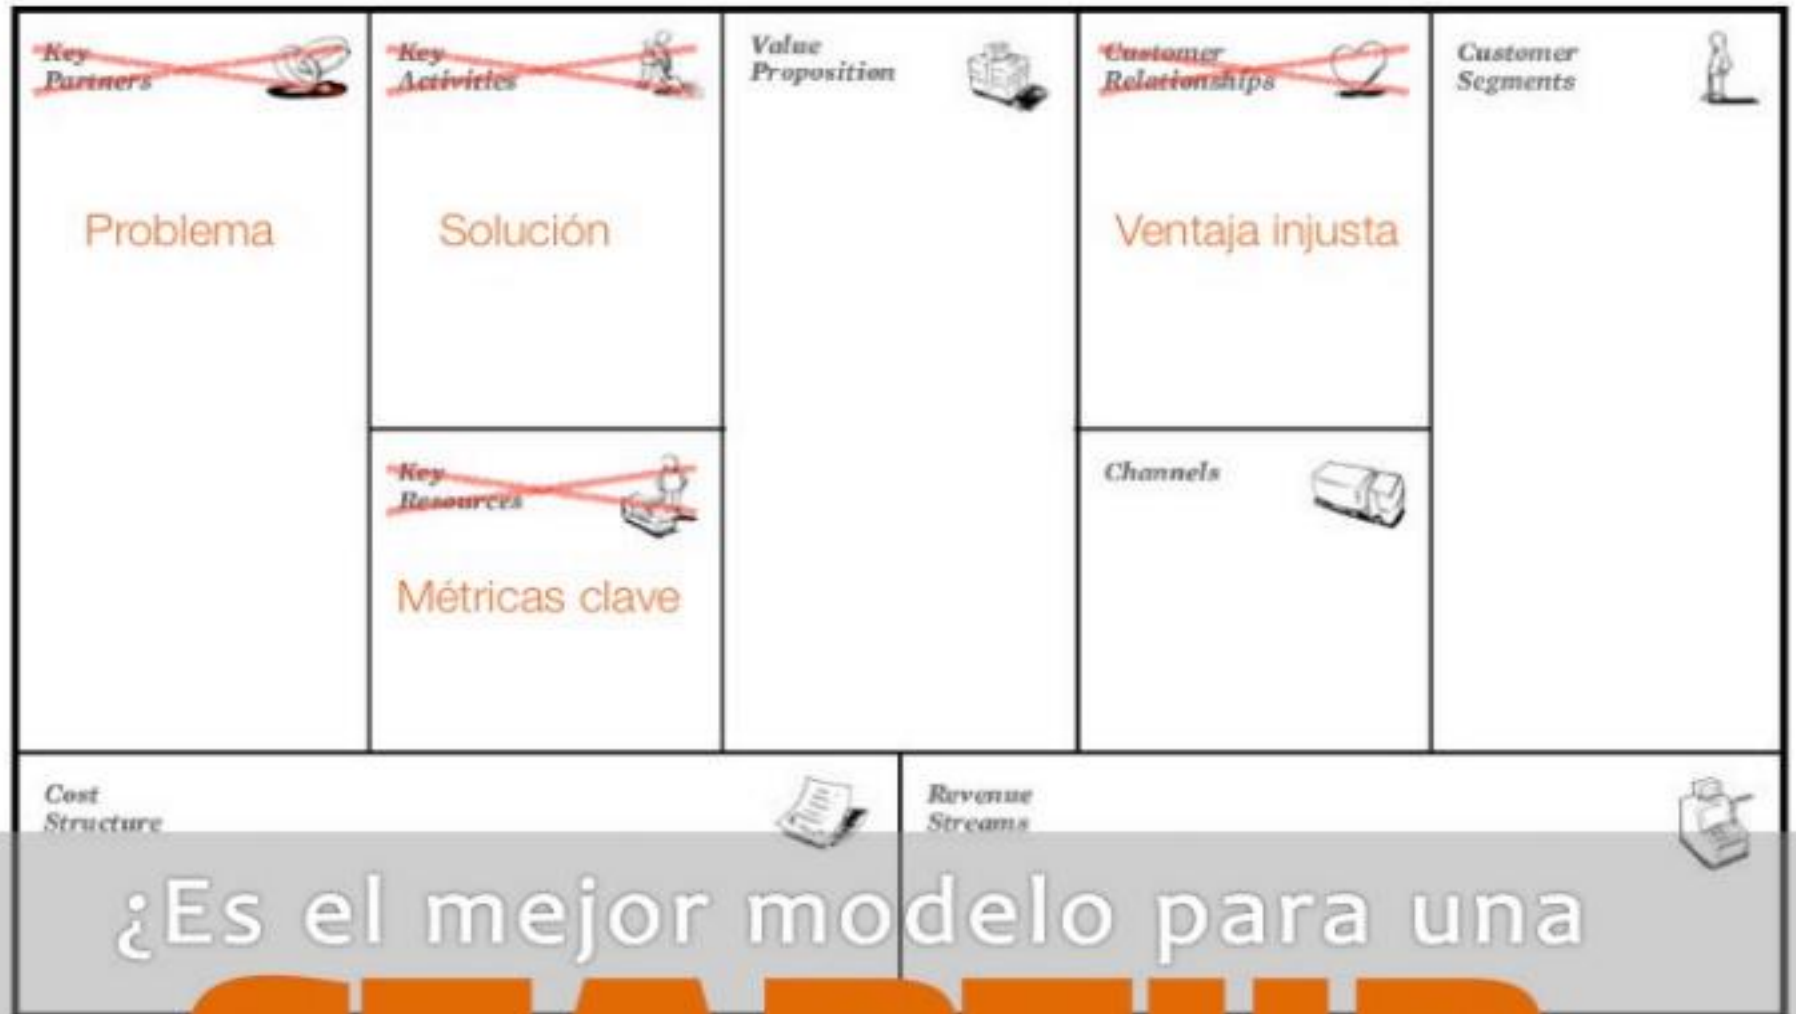 Key
Partners
Problema
Key
Activities
Solución
Key
Resources
Métricas clave
Value
Proposition
Customer
Relationships
Ventaja injusta
Channels
Customer
Segments
Cost
Structure
Revenue
Streams
¿Es el mejor modelo para una